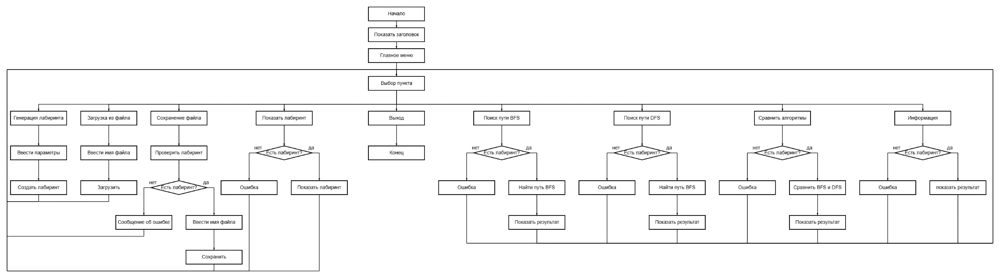 Начало
Показать заголовок
Главное меню
Выбор пункта
Генерация лабиринта
Загрузка из файла
Сохранение файла
Показать лабиринт
Выход
Поиск пути BFS
Поиск пути DFS
Сравнить алгоритмы
Информация
Ввести параметры
Ввести имя файла
Проверить лабиринт
нет
Есть лабиринт?
да
Конец
нет
Есть лабиринт?
да
нет
Есть лабиринт?
да
нет
Есть лабиринт?
да
нет
Есть лабиринт?
да
Создать лабиринт
Загрузить
нет
Есть лабиринт?
да
Ошибка
Показать лабиринт
Ошибка
Найти путь BFS
Ошибка
Найти путь BFS
Ошибка
Сравнить BFS и DFS
Ошибка
показать результат
Сообщение об ошибке
Ввести имя файла
Показать результат
Показать результат
Показать результат
Сохранить